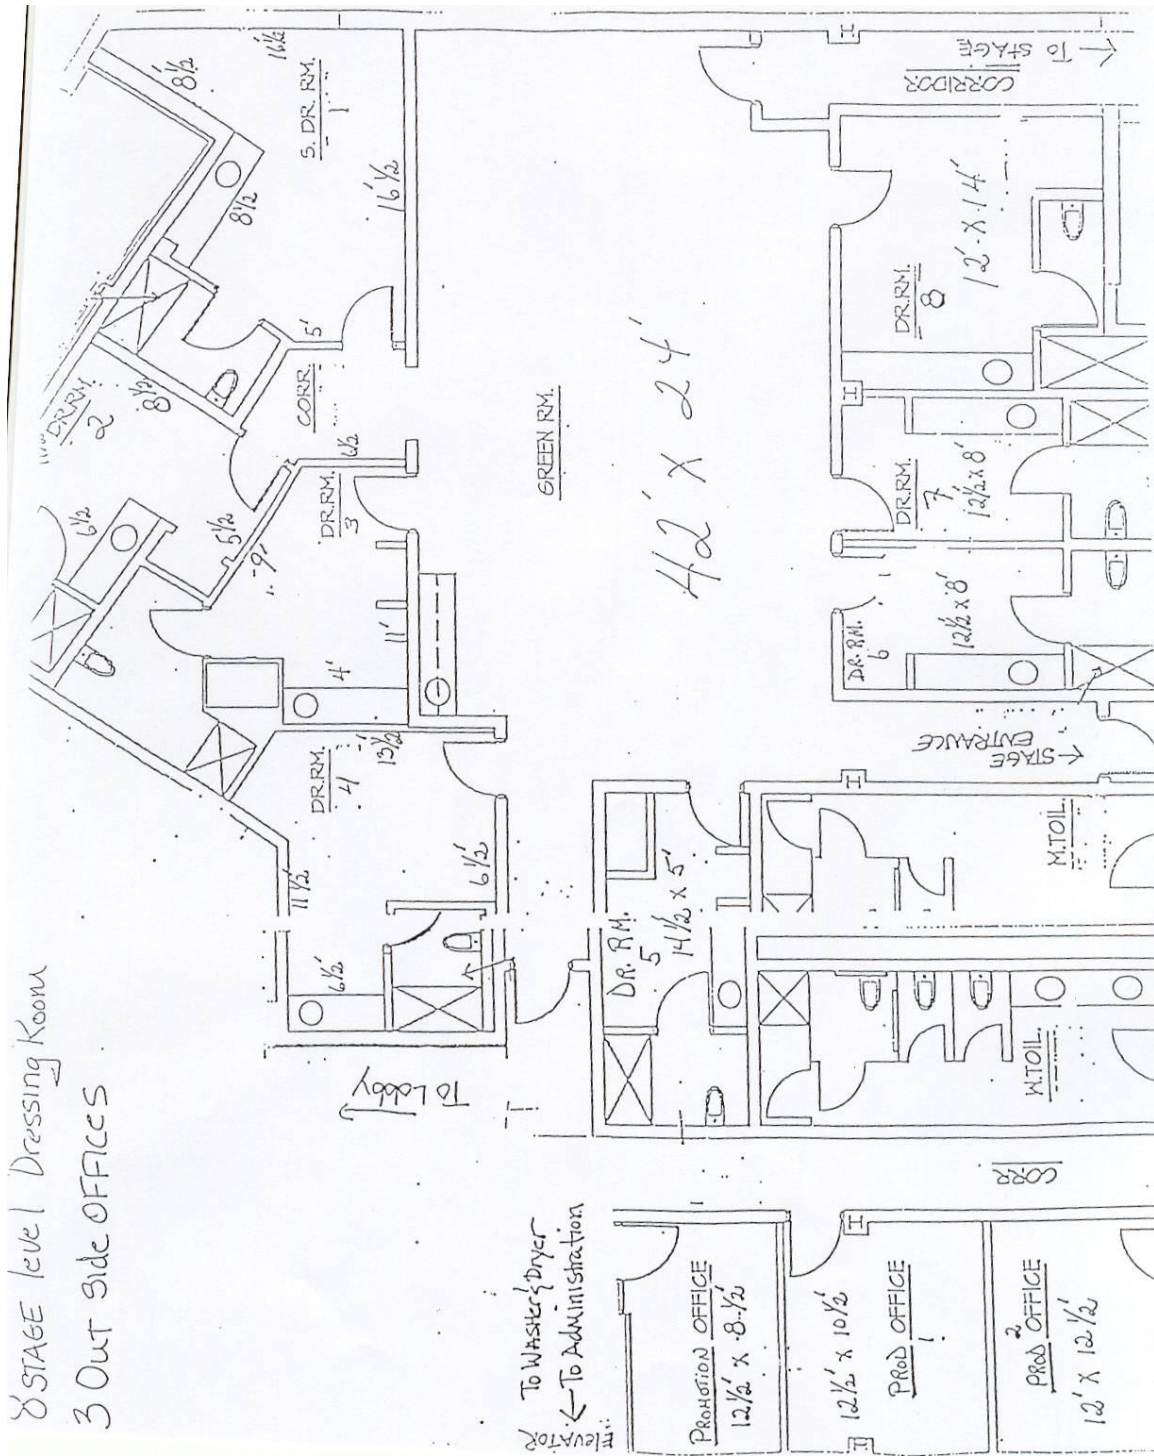 8 STAGE level Dressing Room
3 Out Side OFFICES
DR.RM.
2
8½
6½
5½
8½
8½
16½
S. DR. RM.
1
16½
5'
CORR.
6½
DR.RM.
3
9'
11'
4'
DR.RM.
4
13½
11½
6½'
6½'
To Lobby
GREEN RM.
42' X 24'
To WASHER & Dryer
← To Administration
Elevator
DR. RM.
5
14½ x 5'
DR. RM.
6
12½ x 8'
DR.RM.
7
12½ x 8'
DR.RM.
8
12' X 14'
CORRIDOR
← To STAGE
← STAGE
ENTRANCE
M.TOIL.
W.TOIL.
CORR.
PROMOTION OFFICE
12½' x 8½'
12½' x 10½'
PROD OFFICE
1
PROD OFFICE
2
12' X 12½'